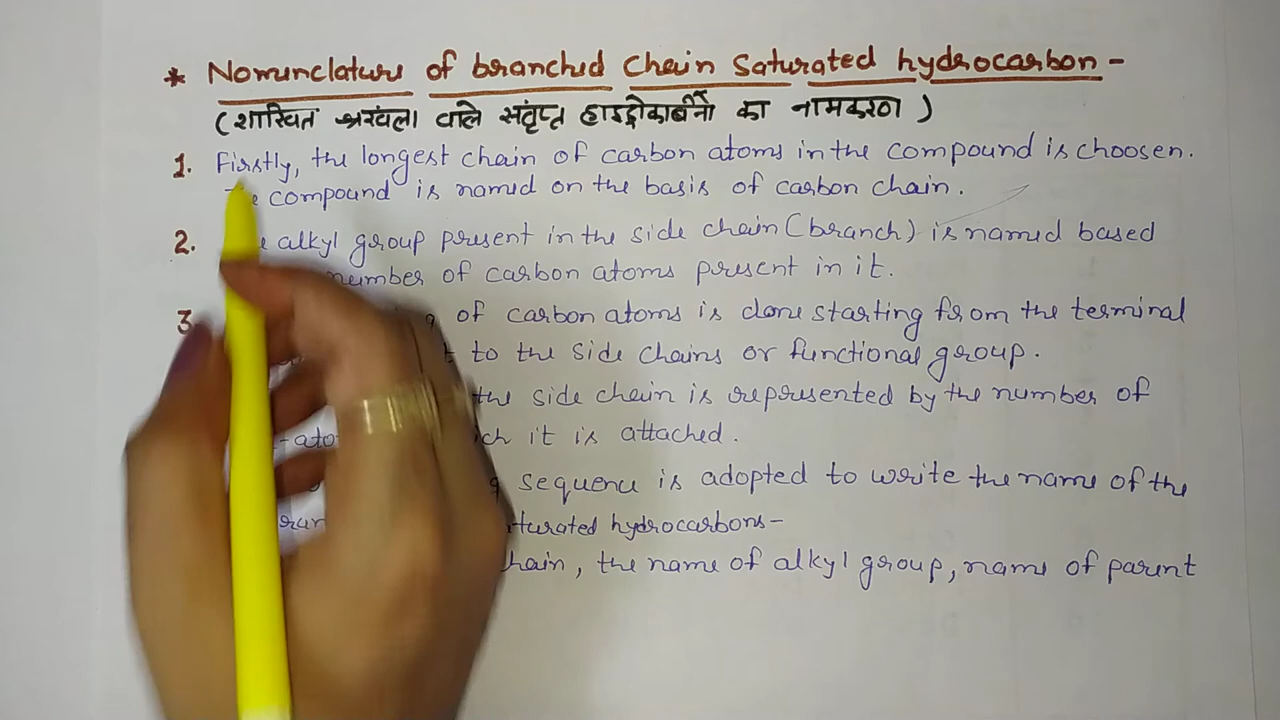 * Nomenclature of branched chain saturated hydrocarbon -
(शाखित श्रृंखला वाले संतृप्त हाइड्रोकार्बनो का नामकरण)
1. Firstly, the longest chain of carbon atoms in the compound is choosen.
compound is named on the basis of carbon chain.
2. alkyl group present in the side chain (branch) is named based
number of carbon atoms present in it.
3. of carbon atoms is done starting from the terminal
to the side chains or functional group.
the side chain is represented by the number of
it is attached.
sequence is adopted to write the name of the
hydrocarbons-
, the name of alkyl group, name of parent